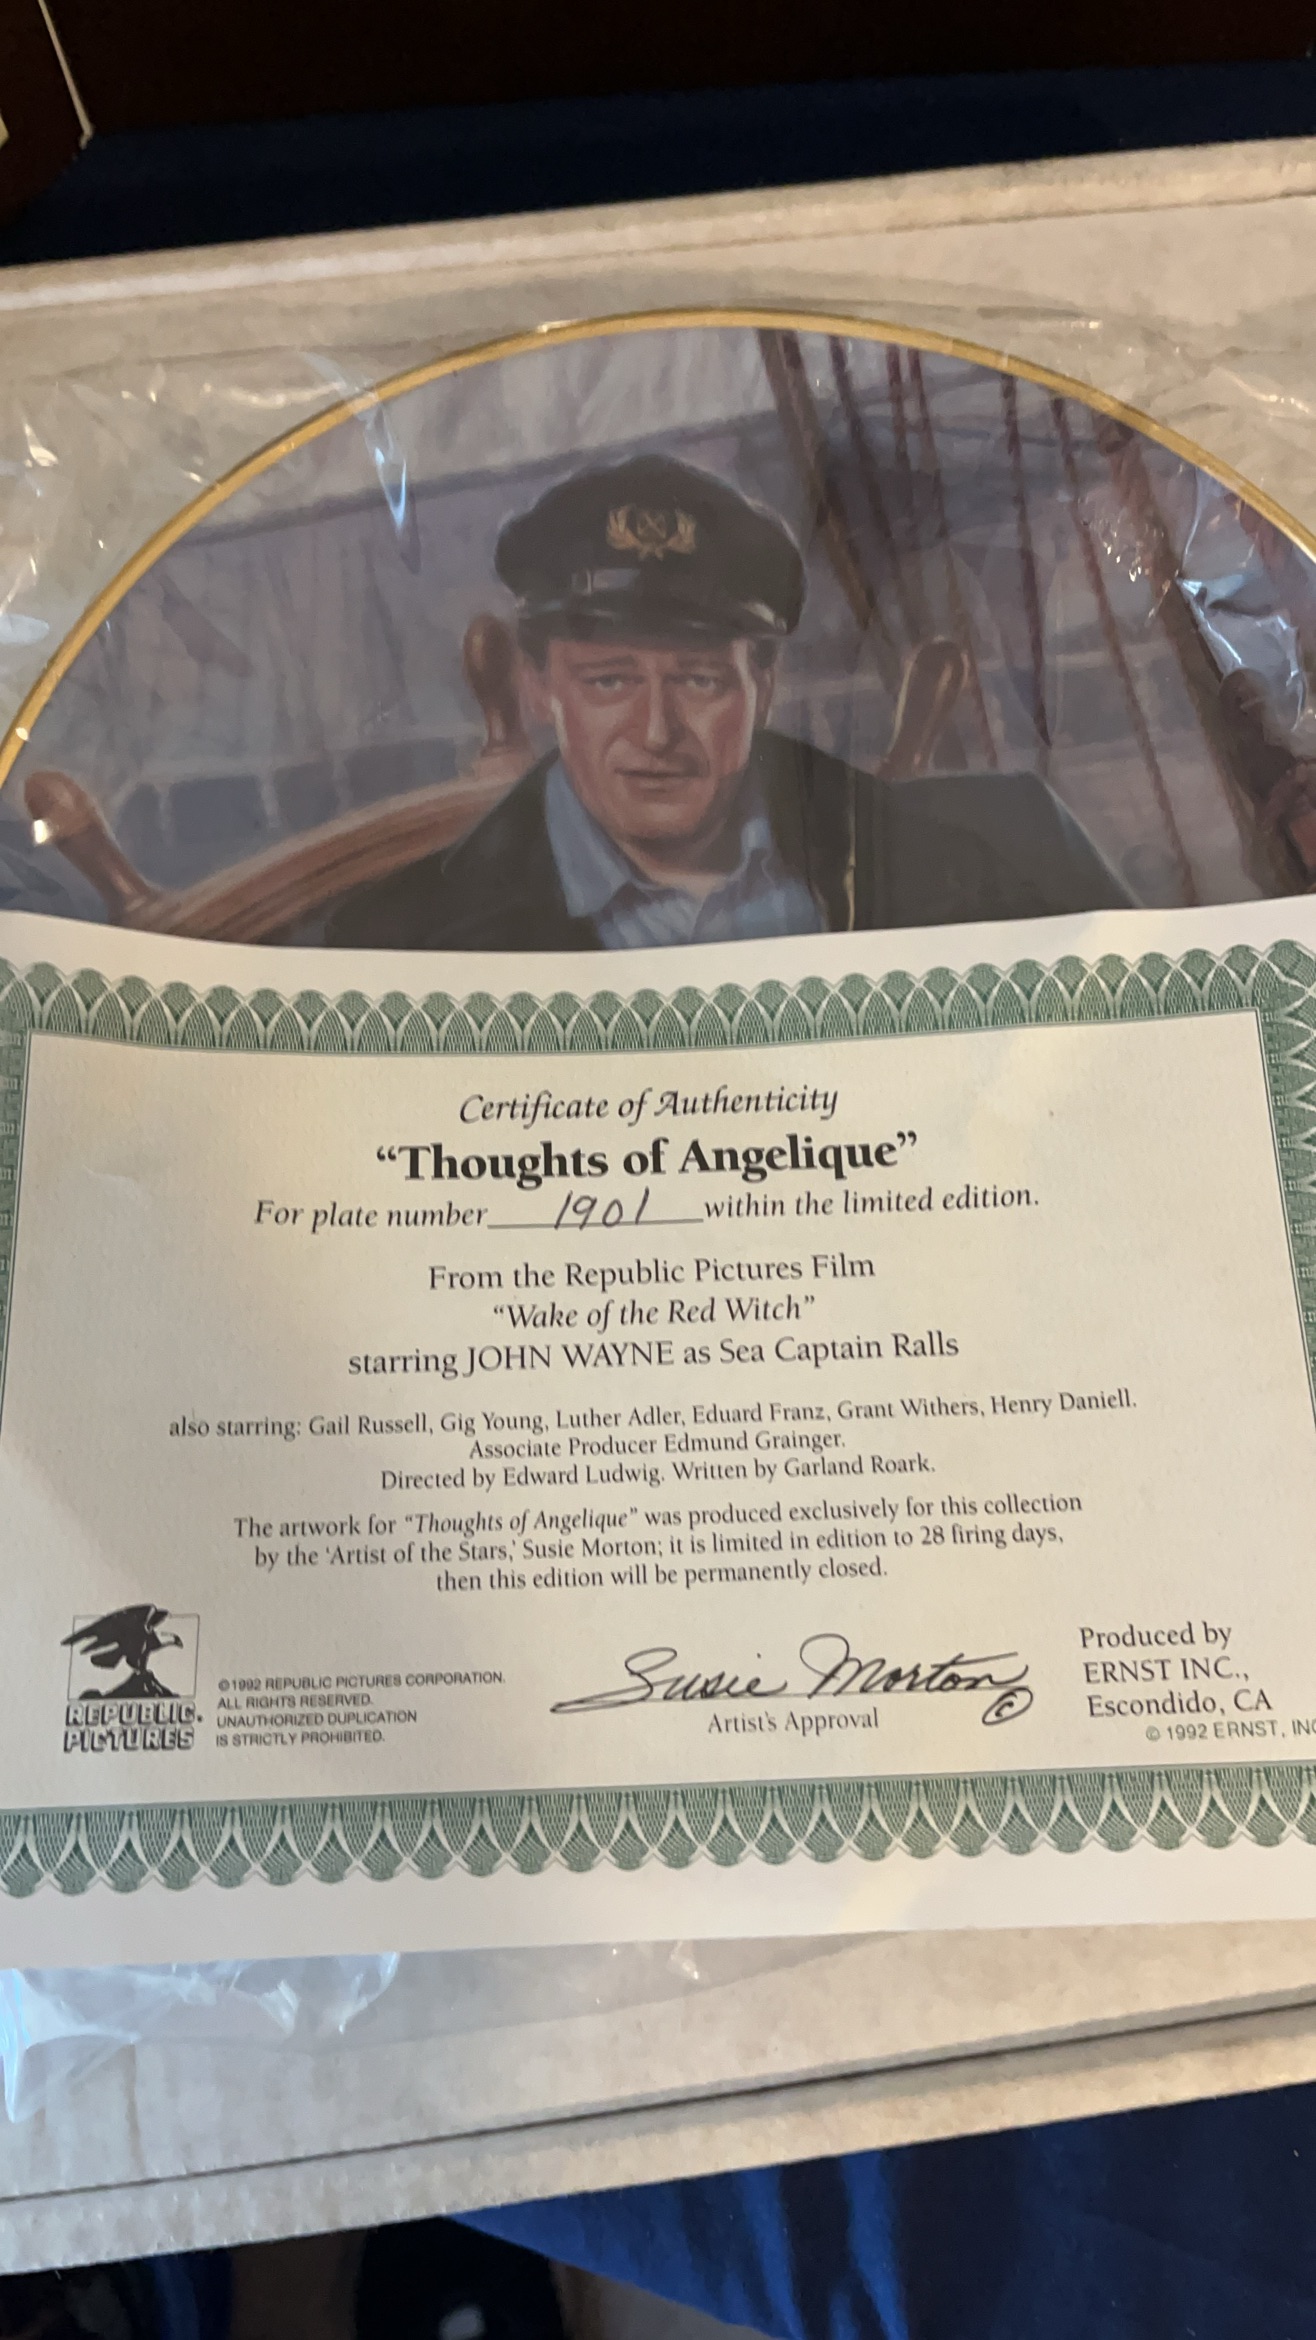 Certificate of Authenticity
“Thoughts of Angelique”
For plate number 1901 within the limited edition.
From the Republic Pictures Film
“Wake of the Red Witch”
starring JOHN WAYNE as Sea Captain Ralls
also starring: Gail Russell, Gig Young, Luther Adler, Eduard Franz, Grant Withers, Henry Daniell.
Associate Producer Edmund Grainger.
Directed by Edward Ludwig. Written by Garland Roark.
The artwork for “Thoughts of Angelique” was produced exclusively for this collection
by the ‘Artist of the Stars,’ Susie Morton; it is limited in edition to 28 firing days,
then this edition will be permanently closed.
REPUBLIC.
PICTURES
©1992 REPUBLIC PICTURES CORPORATION.
ALL RIGHTS RESERVED.
UNAUTHORIZED DUPLICATION
IS STRICTLY PROHIBITED.
Susie Morton ©
Artist's Approval
Produced by
ERNST INC.,
Escondido, CA
© 1992 ERNST, INC